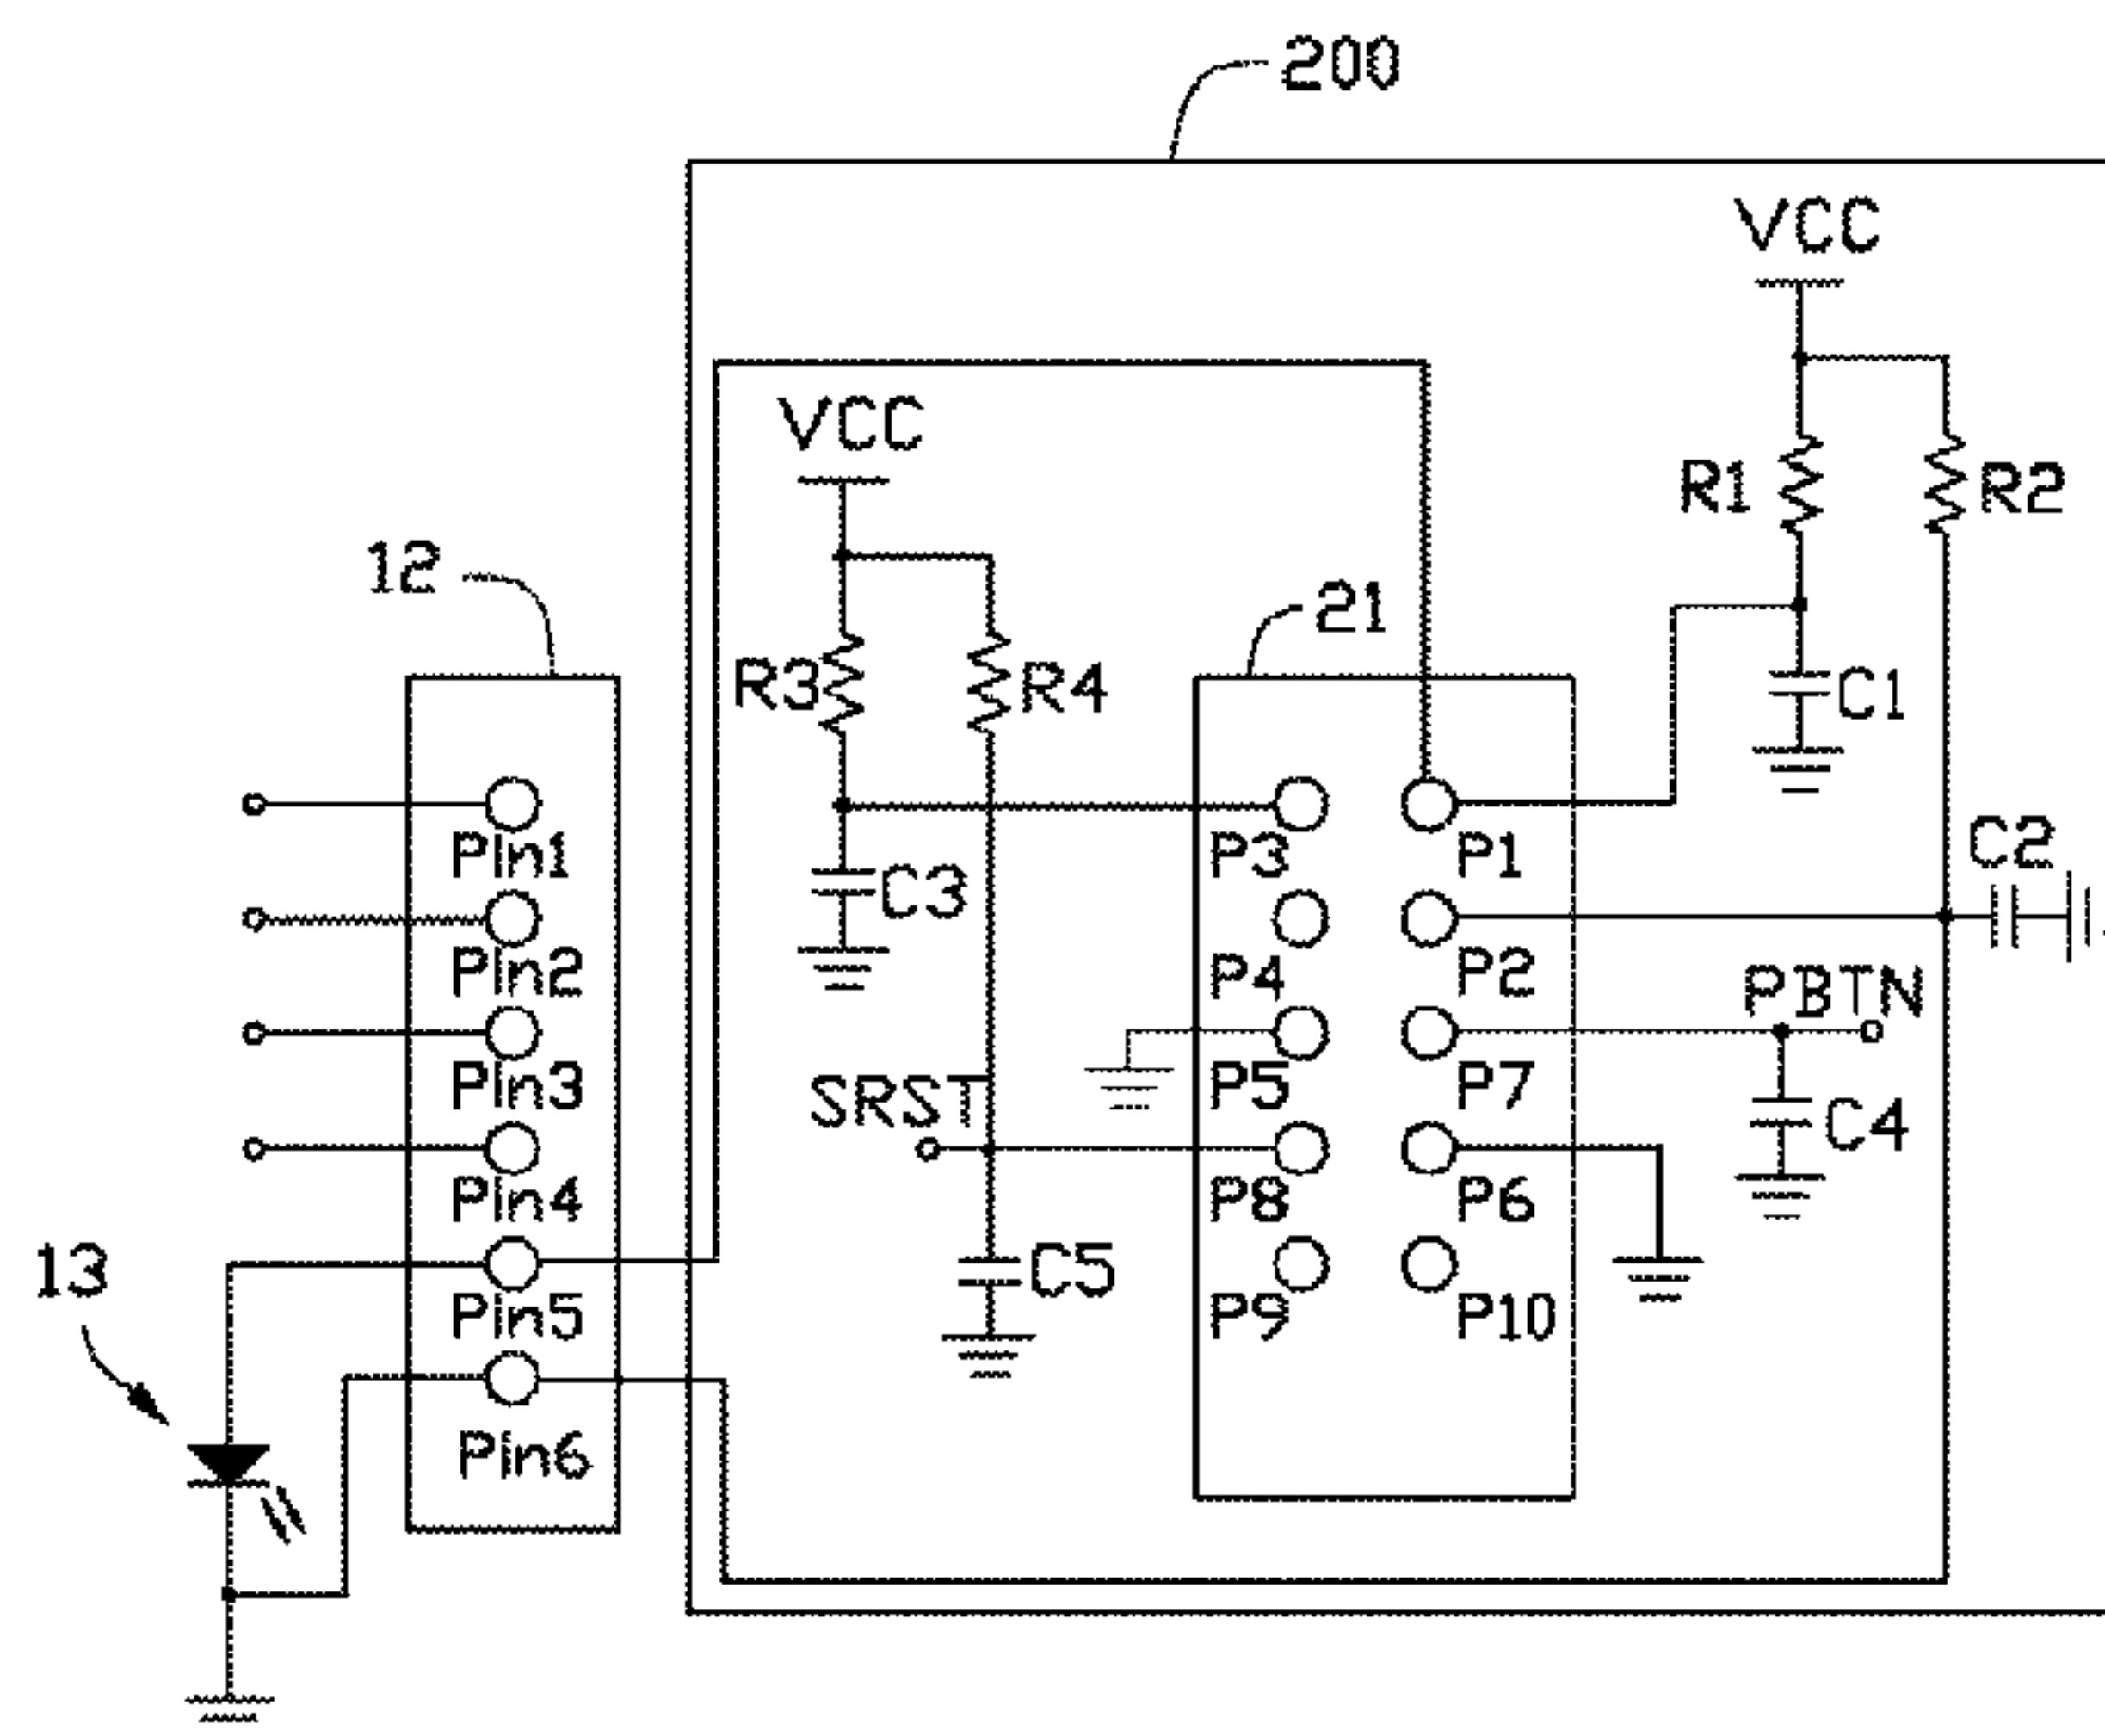 200
VCC
VCC
R1
R2
12
21
R3
R4
C1
Pin1
P3
P1
C2
C3
Pin2
P4
P2
PBTN
Pin3
SRST
P5
P7
C4
Pin4
P8
P6
13
C5
Pin5
P9
P10
Pin6